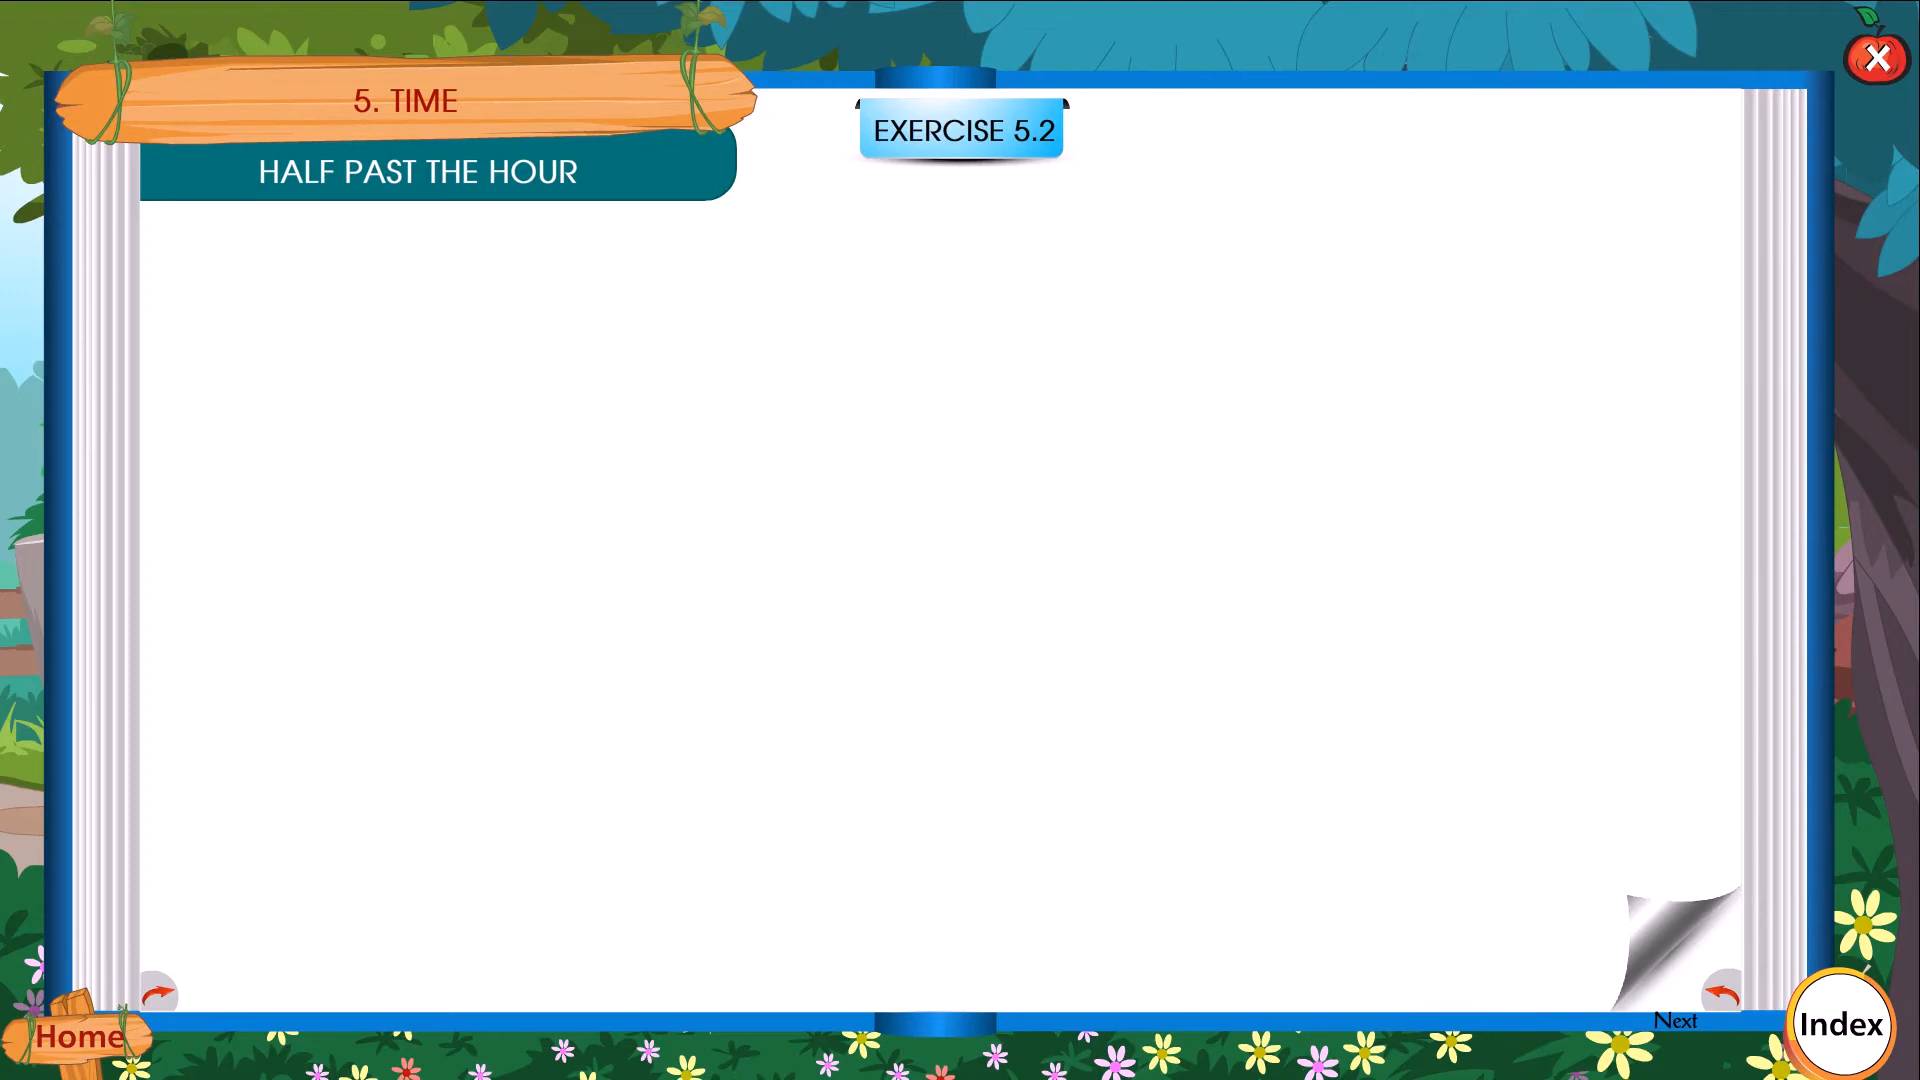 5. TIME
HALF PAST THE HOUR
EXERCISE 5.2
Home
Next
Index